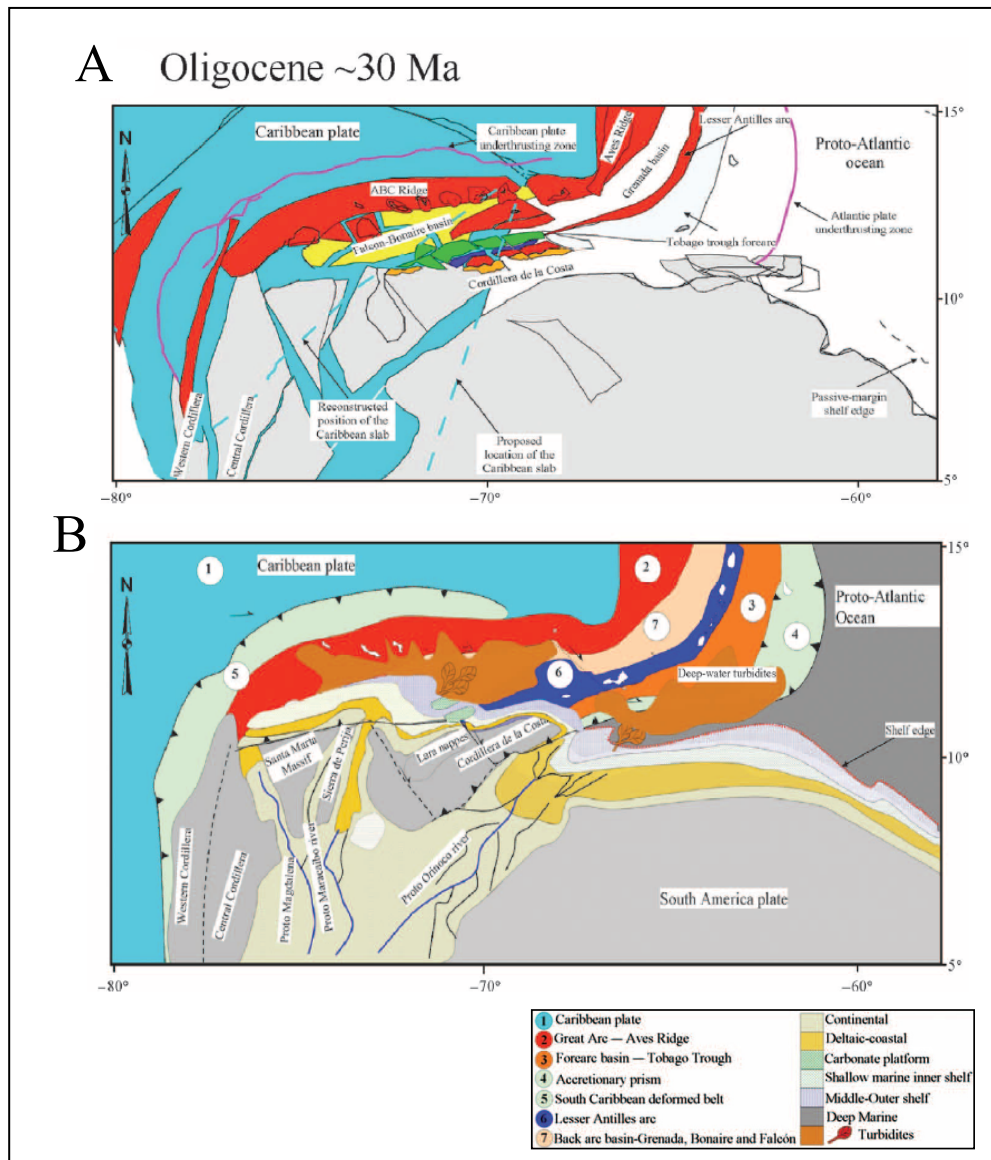 A
Oligocene ~30 Ma
Caribbean plate
Caribbean plate
underthrusting zone
Aves Ridge
Lesser Antilles arc
Grenada basin
Proto-Atlantic
ocean
15°
N
ABC Ridge
Falcon-Bonaire basin
Tobago trough forearc
Atlantic plate
underthrusting zone
Cordillera de la Costa
10°
Western Cordillera
Central Cordillera
Reconstructed
position of the
Caribbean slab
Proposed
location of the
Caribbean slab
Passive-margin
shelf edge
5°
−80°
−70°
−60°
B
1
Caribbean plate
2
15°
N
7
3
4
Proto-Atlantic
Ocean
5
6
Deep-water turbidites
Shelf edge
Santa Marta
Massif
Sierra de Perija
Lara nappes
Cordillera de la Costa
10°
Western Cordillera
Central Cordillera
Proto Magdalena
Proto Maracaibo river
Proto Orinoca river
South America plate
5°
−80°
−70°
−60°
1 Caribbean plate
2 Great Arc — Aves Ridge
3 Forearc basin — Tobago Trough
4 Accretionary prism
5 South Caribbean deformed belt
6 Lesser Antilles arc
7 Back arc basin-Grenada, Bonaire and Falcón
Continental
Deltaic-coastal
Carbonate platform
Shallow marine inner shelf
Middle-Outer shelf
Deep Marine
Turbidites